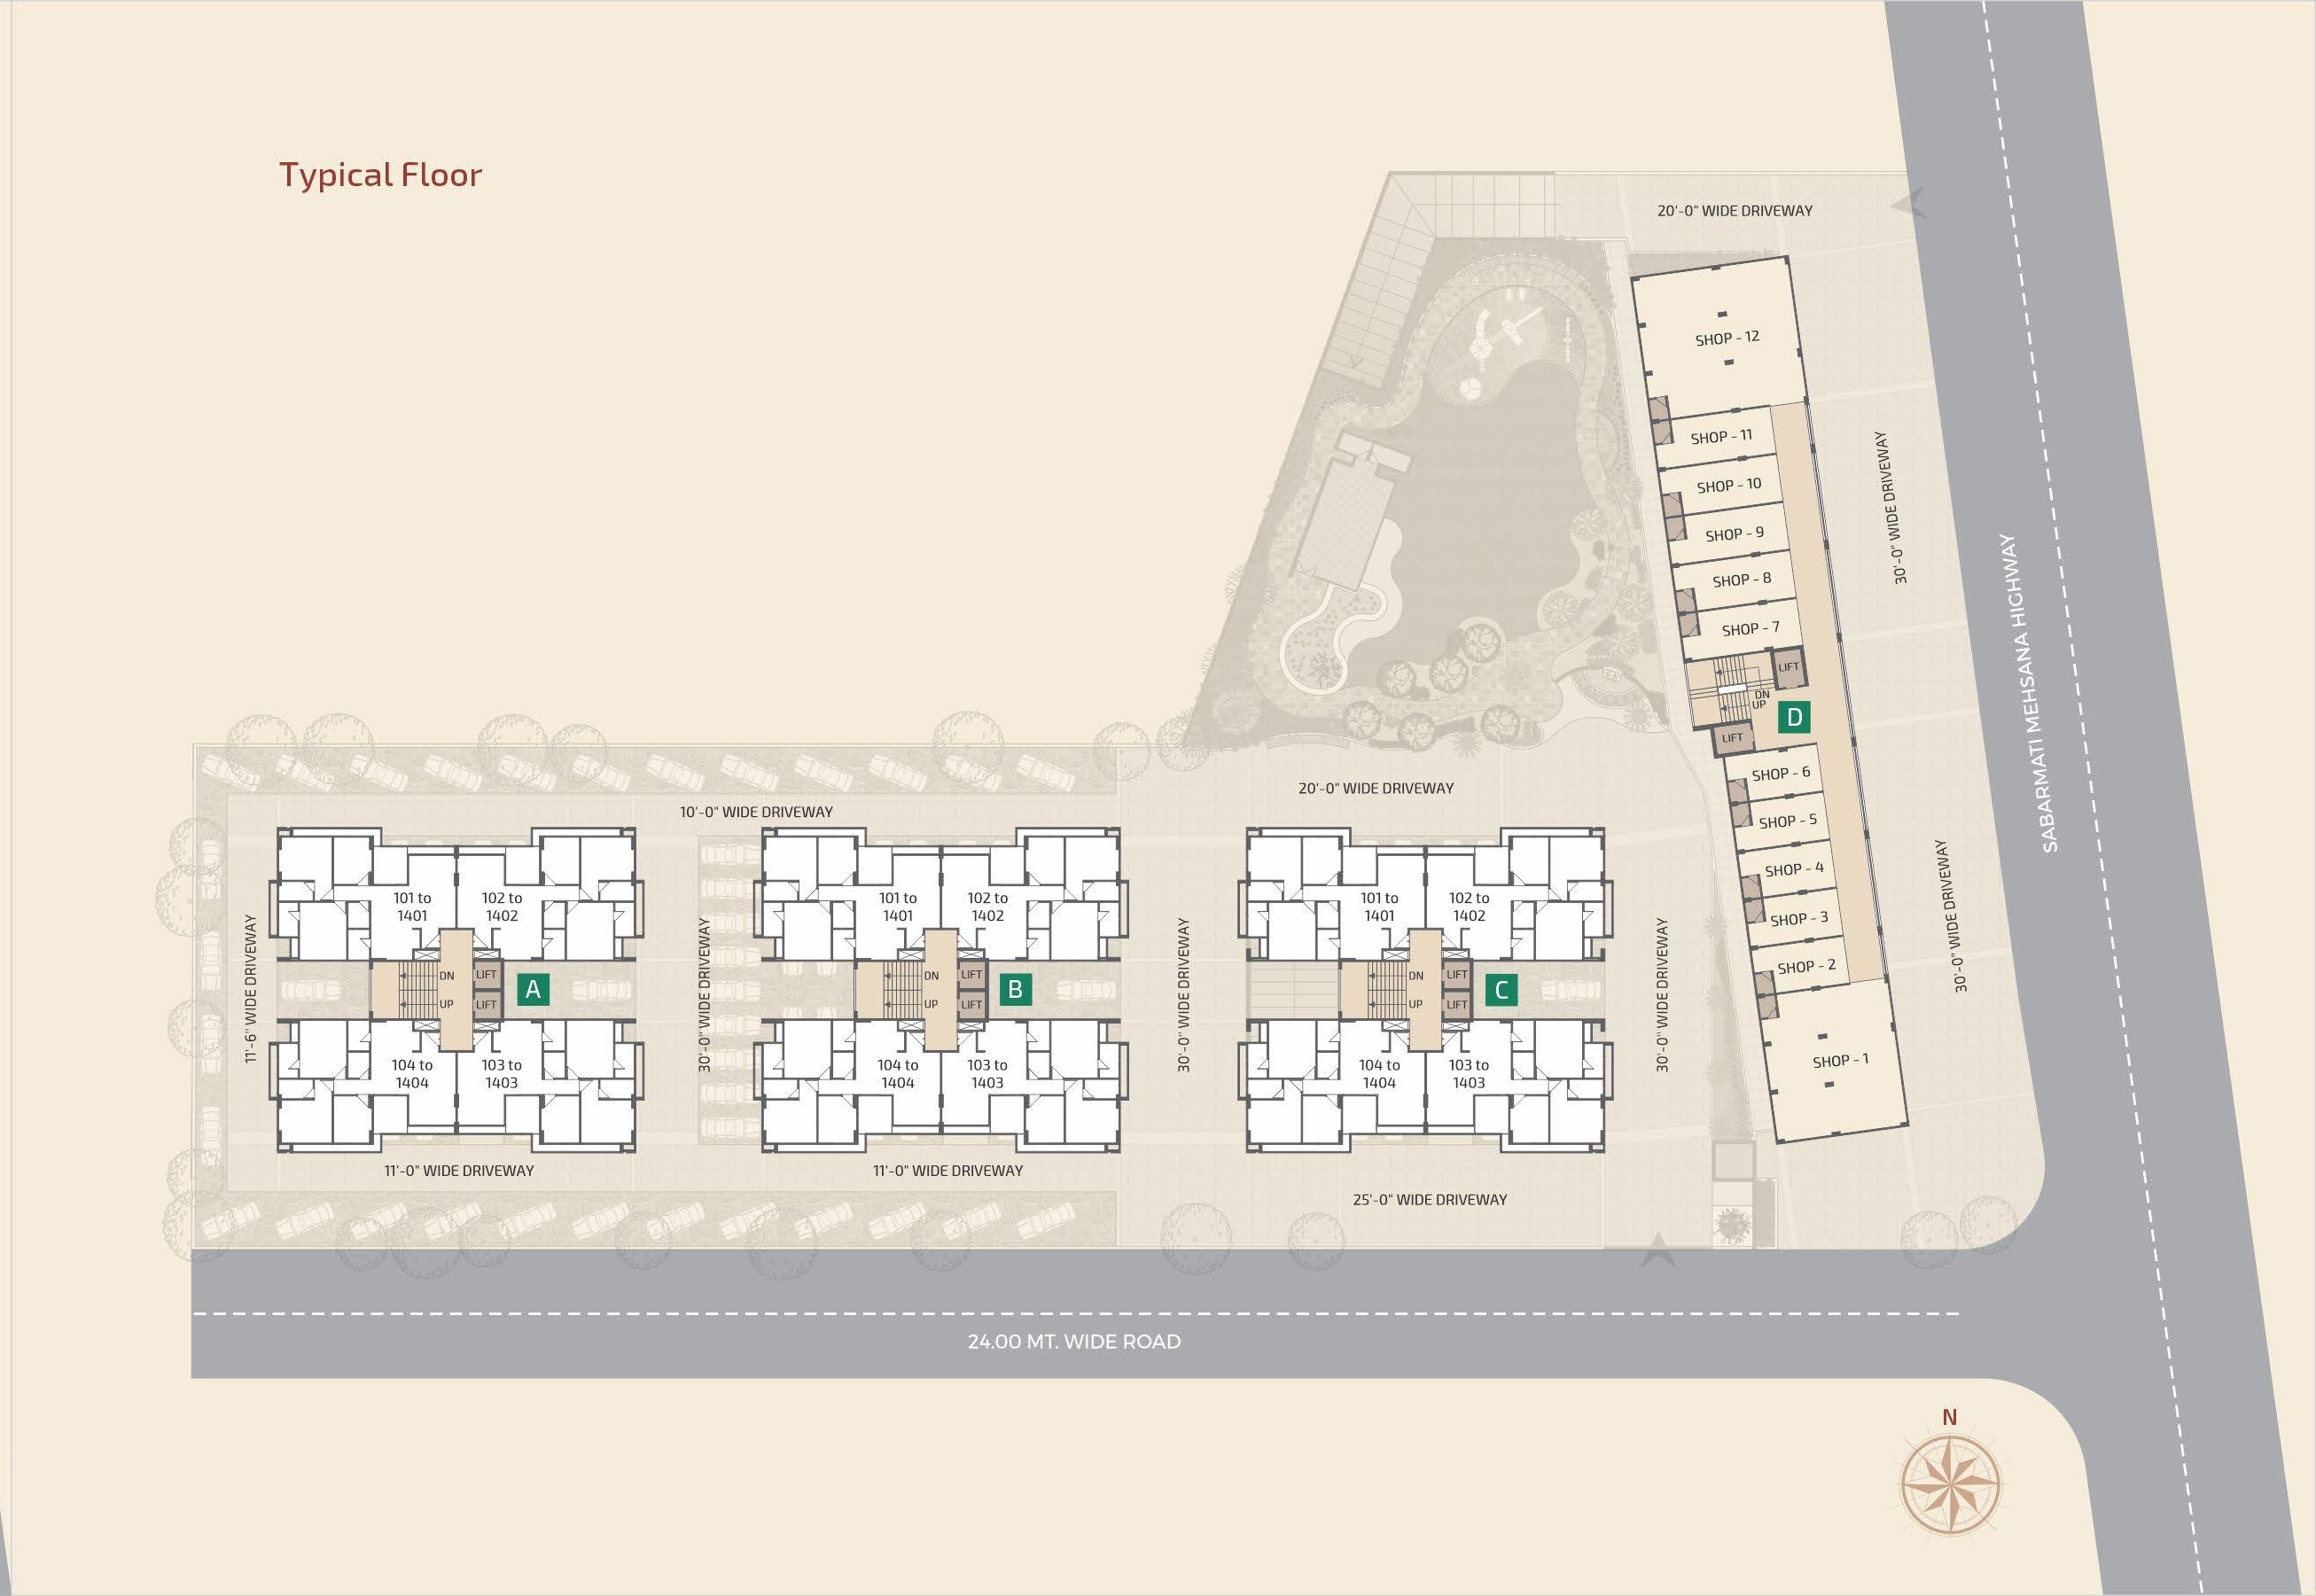 Typical Floor
20'-0" WIDE DRIVEWAY
SHOP - 12
SHOP - 11
SHOP - 10
SHOP - 9
SHOP - 8
SHOP - 7
LIFT
DN
UP
D
LIFT
SHOP - 6
SHOP - 5
SHOP - 4
SHOP - 3
SHOP - 2
SHOP - 1
30'-0" WIDE DRIVEWAY
30'-0" WIDE DRIVEWAY
SABARMATI MEHSANA HIGHWAY
20'-0" WIDE DRIVEWAY
10'-0" WIDE DRIVEWAY
11'-6" WIDE DRIVEWAY
101 to
1401
102 to
1402
DN
UP
LIFT
LIFT
A
104 to
1404
103 to
1403
11'-0" WIDE DRIVEWAY
30'-0" WIDE DRIVEWAY
101 to
1401
102 to
1402
DN
UP
LIFT
LIFT
B
104 to
1404
103 to
1403
11'-0" WIDE DRIVEWAY
30'-0" WIDE DRIVEWAY
101 to
1401
102 to
1402
DN
UP
LIFT
LIFT
C
104 to
1404
103 to
1403
30'-0" WIDE DRIVEWAY
25'-0" WIDE DRIVEWAY
24.00 MT. WIDE ROAD
N